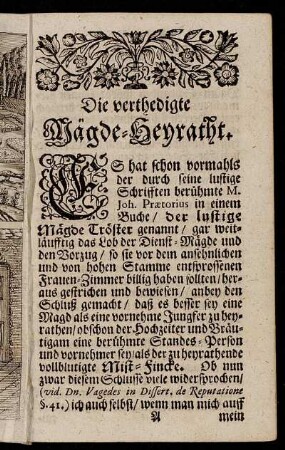 Die verthedigte
Mägde-Heyratht.
ES hat schon vormahls
der durch seine lustige
Schrifften berühmte M.
Joh. Prætorius in einem
Buche/ der lustige
Mägde Tröster genannt/ gar weit-
läufftig das Lob der Dienst-Mägde und
den Vorzug/ so sie vor dem ansehnlichen
und von hohen Stamme entsprossenen
Frauen-Zimmer billig haben sollten/ her-
aus gestrichen und bewiesen/ anbey den
Schluß gemacht/ daß es besser sey eine
Magd als eine vornehme Jungfer zu hey-
rathen/ obschon der Hochzeiter und Bräu-
tigam eine berühmte Standes-Person
und vornehmer sey/ als der zu heyrathende
vollblutigte Mist-Fincke. Ob nun
zwar diesem Schlusse viele widersprochen/
(vid. Dn. Vagedes in Dissert. de Reputatione
§. 41.) ich auch selbst/ wenn man mich auff
A mein